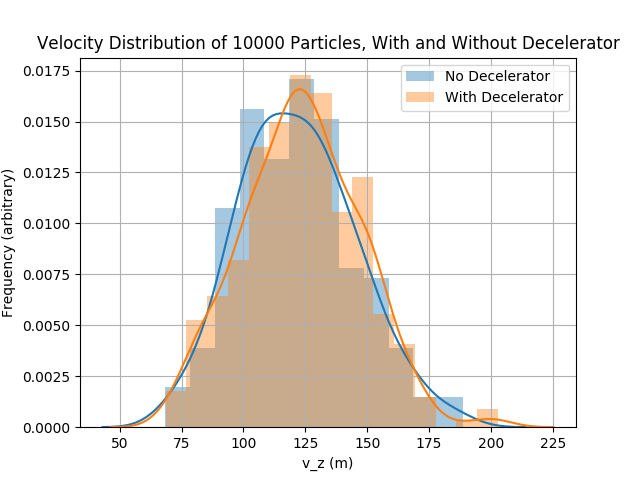 Velocity Distribution of 10000 Particles, With and Without Decelerator
No Decelerator
With Decelerator
Frequency (arbitrary)
0.0175
0.0150
0.0125
0.0100
0.0075
0.0050
0.0025
0.0000
50 75 100 125 150 175 200 225
v_z (m)